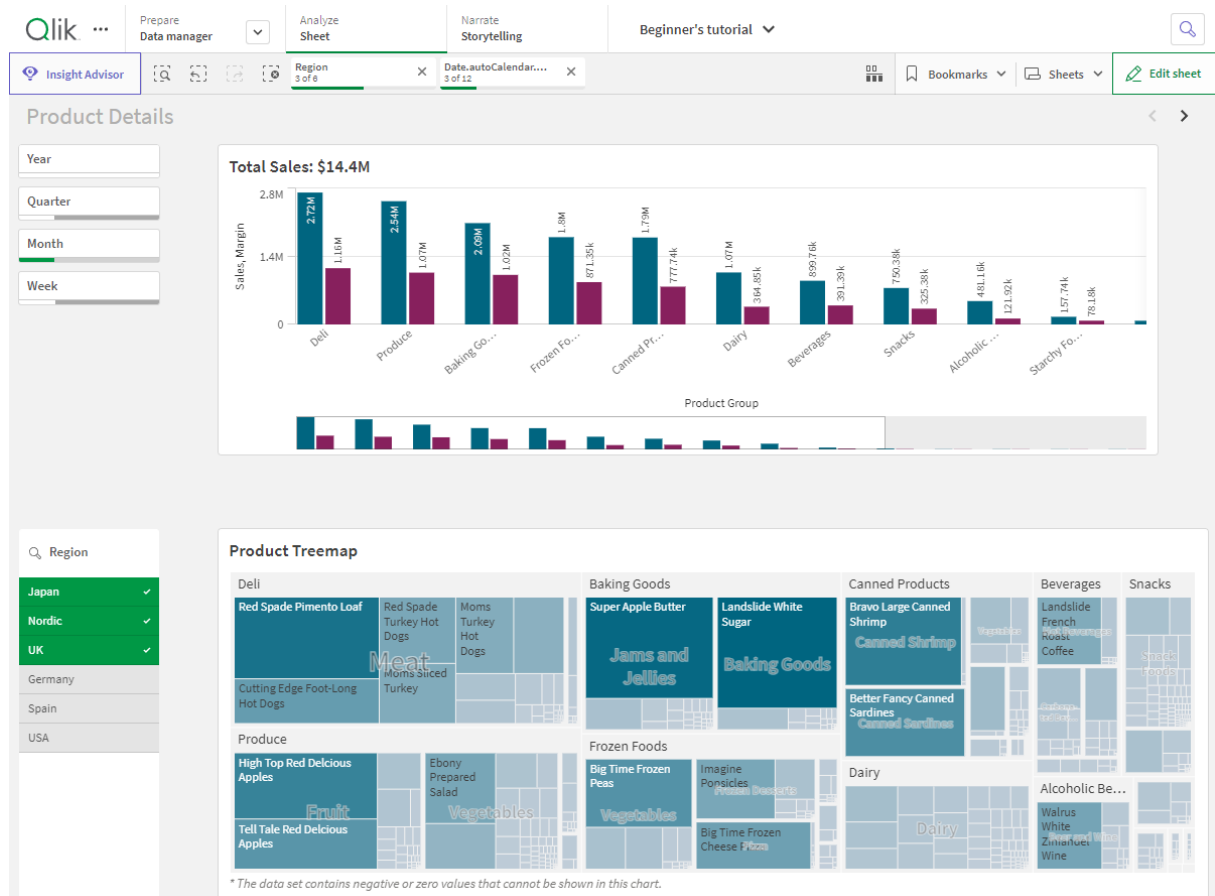 Qlik
Prepare
Data manager
Analyze
Sheet
Narrate
Storytelling
Beginner's tutorial
Insight Advisor
Region
3 of 6
Date.autoCalendar....
3 of 12
Bookmarks
Sheets
Edit sheet
Product Details
Year
Quarter
Month
Week
Total Sales: $14.4M
Sales, Margin
2.8M
1.4M
0
2.72M
1.16M
2.54M
1.07M
2.09M
1.02M
1.8M
871.35k
1.79M
777.74k
1.07M
364.85k
899.76k
391.39k
750.38k
325.38k
481.16k
121.92k
157.74k
78.18k
Deli
Produce
Baking Go...
Frozen Fo...
Canned Pr...
Dairy
Beverages
Snacks
Alcoholic ...
Starchy Fo...
Product Group
Region
Japan
Nordic
UK
Germany
Spain
USA
Product Treemap
Deli
Red Spade Pimento Loaf
Red Spade
Turkey Hot
Dogs
Moms
Turkey
Hot
Dogs
Meat
Cutting Edge Foot-Long
Hot Dogs
Moms Sliced
Turkey
Produce
High Top Red Delcious
Apples
Fruit
Tell Tale Red Delcious
Apples
Ebony
Prepared
Salad
Vegetables
Baking Goods
Super Apple Butter
Jams and
Jellies
Landslide White
Sugar
Baking Goods
Frozen Foods
Big Time Frozen
Peas
Vegetables
Imagine
Popsicles
Frozen Desserts
Big Time Frozen
Cheese Pizza
Pizza
Canned Products
Bravo Large Canned
Shrimp
Canned Shrimp
Vegetables
Better Fancy Canned
Sardines
Canned Sardines
Dairy
Dairy
Beverages
Landslide
French
Roast
Coffee
Hot Beverages
Snacks
Snack
Foods
Alcoholic Be...
Walrus
White
Zinfandel
Wine
Beer and Wine
* The data set contains negative or zero values that cannot be shown in this chart.